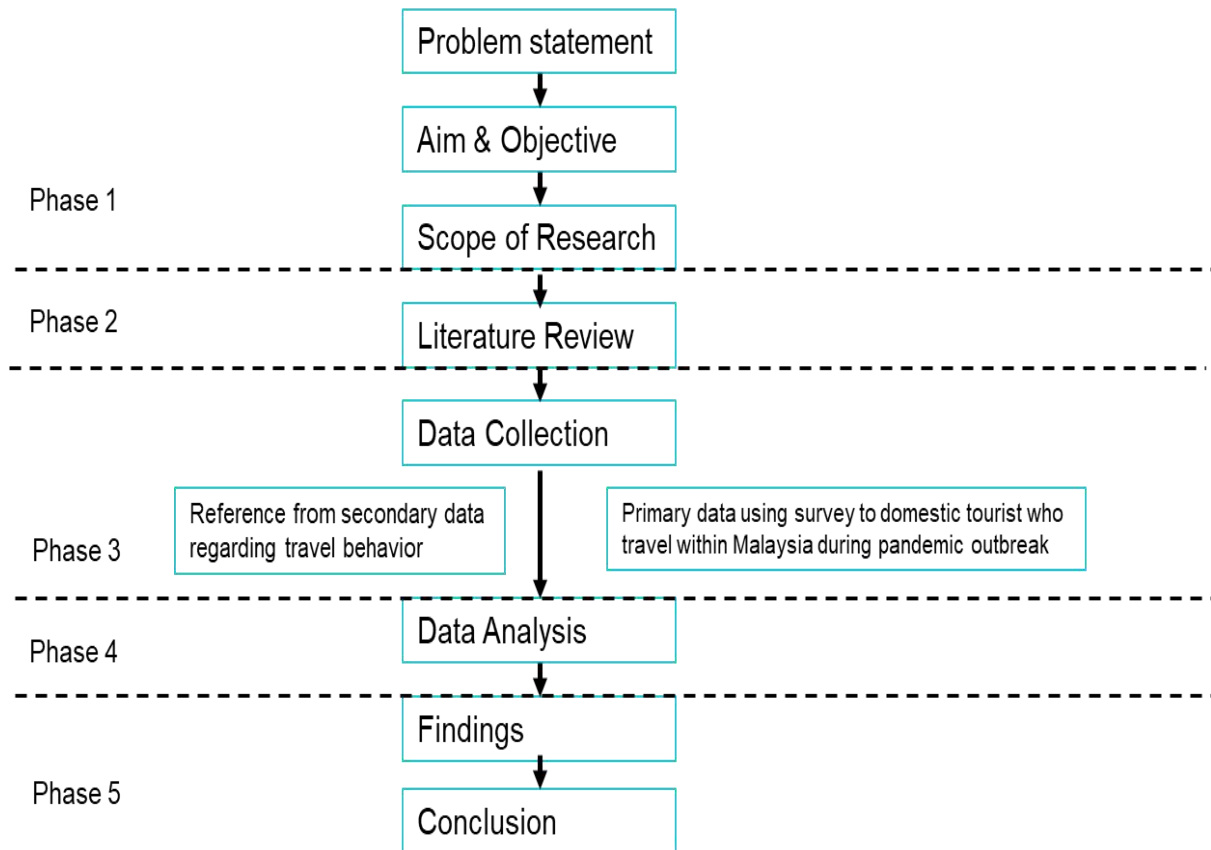 Problem statement
Aim & Objective
Phase 1
Scope of Research
Phase 2
Literature Review
Data Collection
Reference from secondary data
regarding travel behavior
Primary data using survey to domestic tourist who
travel within Malaysia during pandemic outbreak
Phase 3
Data Analysis
Phase 4
Findings
Phase 5
Conclusion